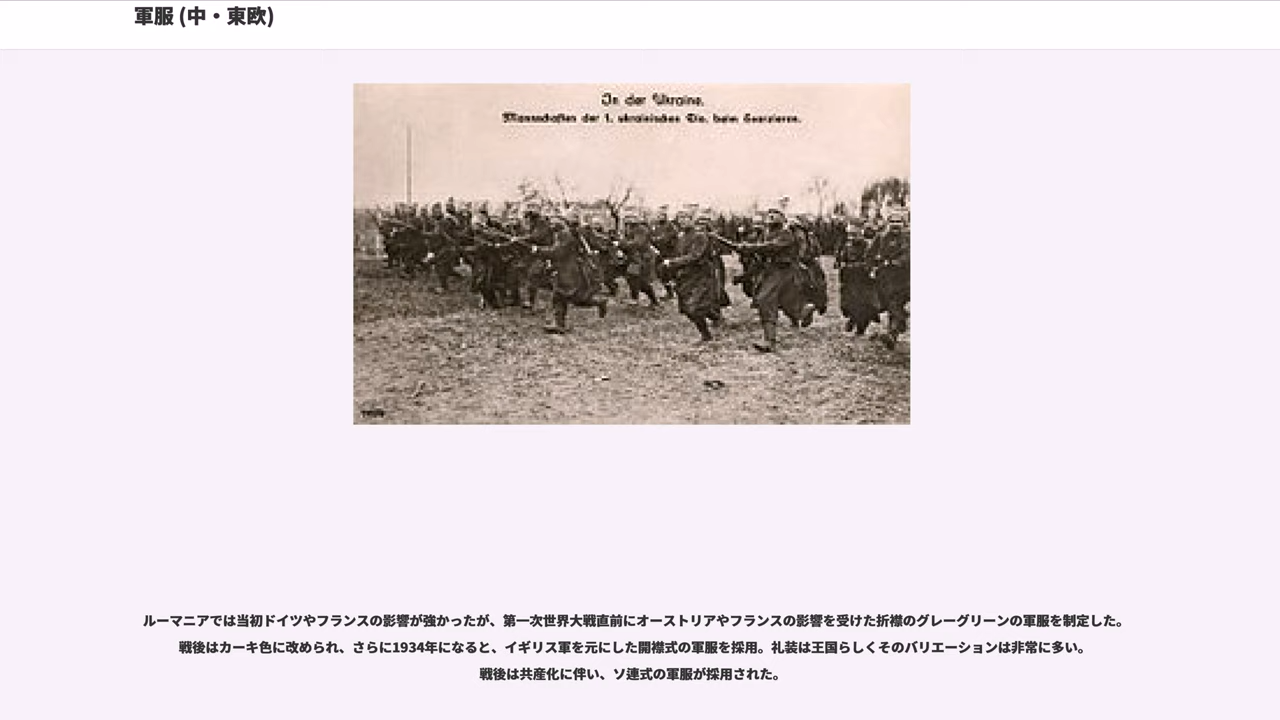 軍服 (中・東欧)
In der Ukraine.
Mannschaften der 1. ukrainischen Div. beim Exerzieren.
ルーマニアでは当初ドイツやフランスの影響が強かったが、第一次世界大戦直前にオーストリアやフランスの影響を受けた折襟のグレーグリーンの軍服を制定した。
戦後はカーキ色に改められ、さらに1934年になると、イギリス軍を元にした開襟式の軍服を採用。礼装は王国らしくそのバリエーションは非常に多い。
戦後は共産化に伴い、ソ連式の軍服が採用された。